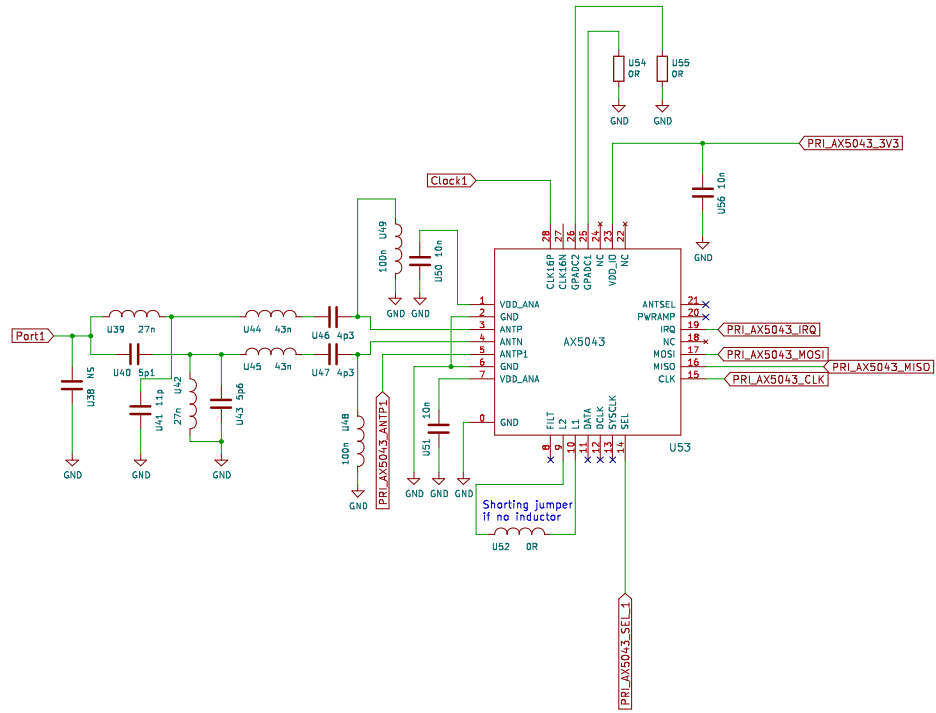 U54
0R
U55
0R
GND
GND
PRI_AX5043_3V3
Clock1
U56 10n
GND
U49
100n
U50 10n
GND
GND
28
27
26
25
24
23
22
CLK16P
CLK16N
GPADC2
GPADC1
NC
VDD_IO
NC
1 VDD_ANA
2 GND
3 ANTP
4 ANTN
5 ANTP1
6 GND
7 VDD_ANA
0 GND
AX5043
ANTSEL 21
PWRAMP 20
IRQ 19
NC 18
MOSI 17
MISO 16
CLK 15
PRI_AX5043_IRQ
PRI_AX5043_MOSI
PRI_AX5043_MISO
PRI_AX5043_CLK
Port1
U39 27n
U44 43n
U46 4p3
U40 5p1
U45 43n
U47 4p3
U38 NS
U41 11p
U42
27n
U43 5p6
U48
100n
GND
GND
GND
GND
PRI_AX5043_ANTP1
U51 10n
GND
GND
GND
FILT
L2
L1
DATA
DCLK
SYSCLK
SEL
8
9
10
11
12
13
14
U53
Shorting jumper
if no inductor
U52 0R
PRI_AX5043_SEL_1